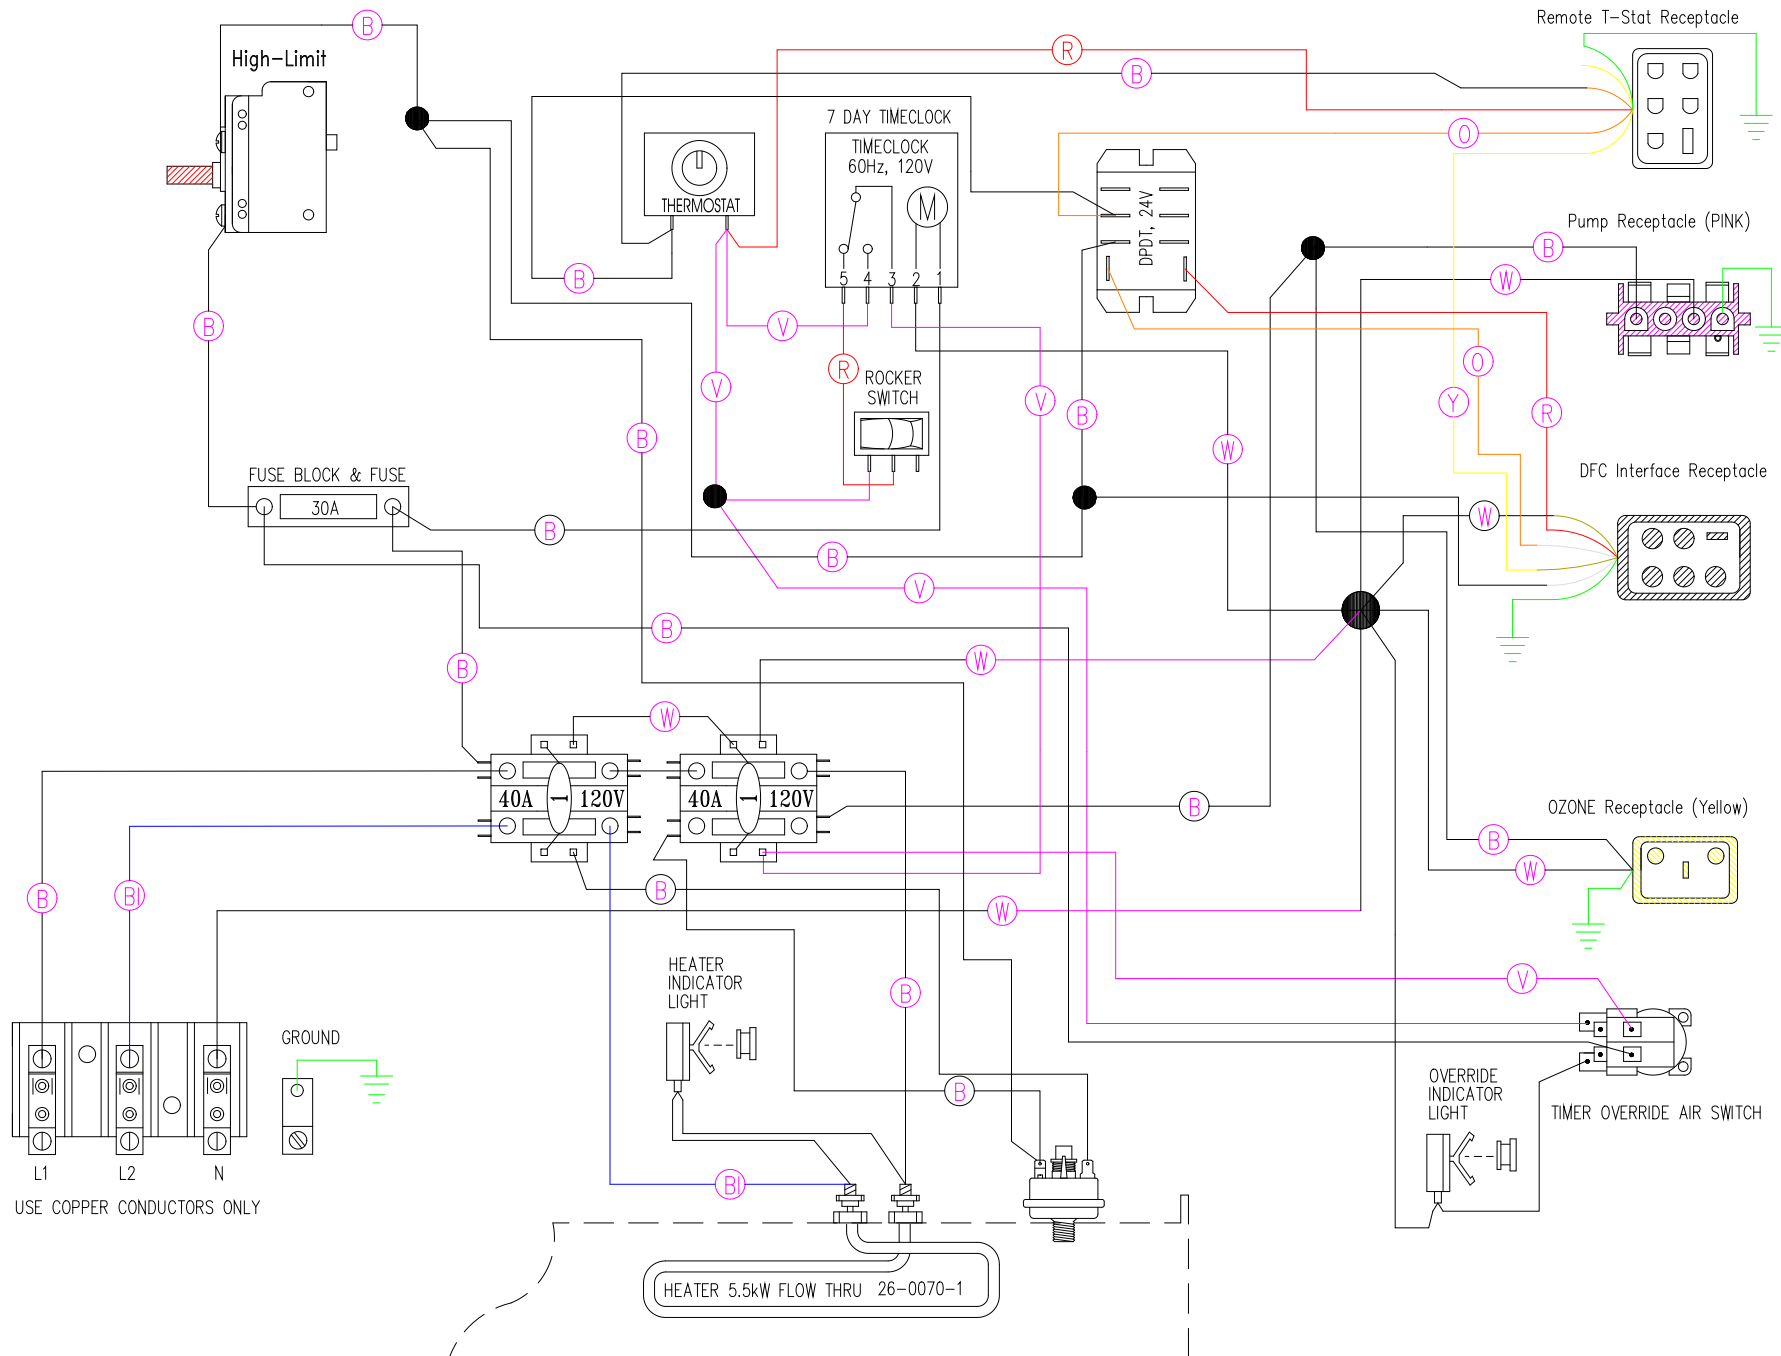 Remote T-Stat Receptacle
B
R
High-Limit
B
7 DAY TIMECLOCK
TIMECLOCK
60Hz, 120V
O
M
THERMOSTAT
DPDT, 24V
Pump Receptacle (PINK)
B
W
B
5 4 3 2 1
B
V
R
ROCKER
SWITCH
O
V
V
B
Y
R
B
W
FUSE BLOCK & FUSE
30A
DFC Interface Receptacle
W
B
B
V
B
W
B
W
40A
1
120V
40A
1
120V
B
OZONE Receptacle (Yellow)
B
W
B
Bl
B
W
V
B
HEATER
INDICATOR
LIGHT
GROUND
B
OVERRIDE
INDICATOR
LIGHT
TIMER OVERRIDE AIR SWITCH
L1
L2
N
Bl
USE COPPER CONDUCTORS ONLY
HEATER 5.5kW FLOW THRU 26-0070-1